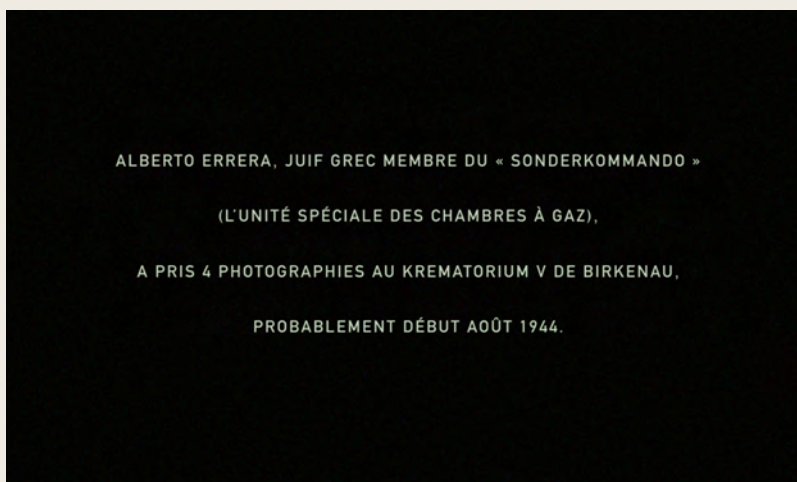 ALBERTO ERRERA, JUIF GREC MEMBRE DU « SONDERKOMMANDO »
(L'UNITÉ SPÉCIALE DES CHAMBRES À GAZ),
A PRIS 4 PHOTOGRAPHIES AU KREMATORIUM V DE BIRKENAU,
PROBABLEMENT DÉBUT AOÛT 1944.